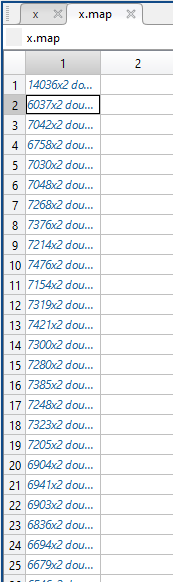 x x.map
x.map
1 2
1 14036x2 dou...
2 6037x2 dou...
3 7042x2 dou...
4 6758x2 dou...
5 7030x2 dou...
6 7048x2 dou...
7 7268x2 dou...
8 7376x2 dou...
9 7214x2 dou...
10 7476x2 dou...
11 7154x2 dou...
12 7319x2 dou...
13 7421x2 dou...
14 7300x2 dou...
15 7280x2 dou...
16 7385x2 dou...
17 7248x2 dou...
18 7323x2 dou...
19 7205x2 dou...
20 6904x2 dou...
21 6941x2 dou...
22 6903x2 dou...
23 6836x2 dou...
24 6694x2 dou...
25 6679x2 dou...